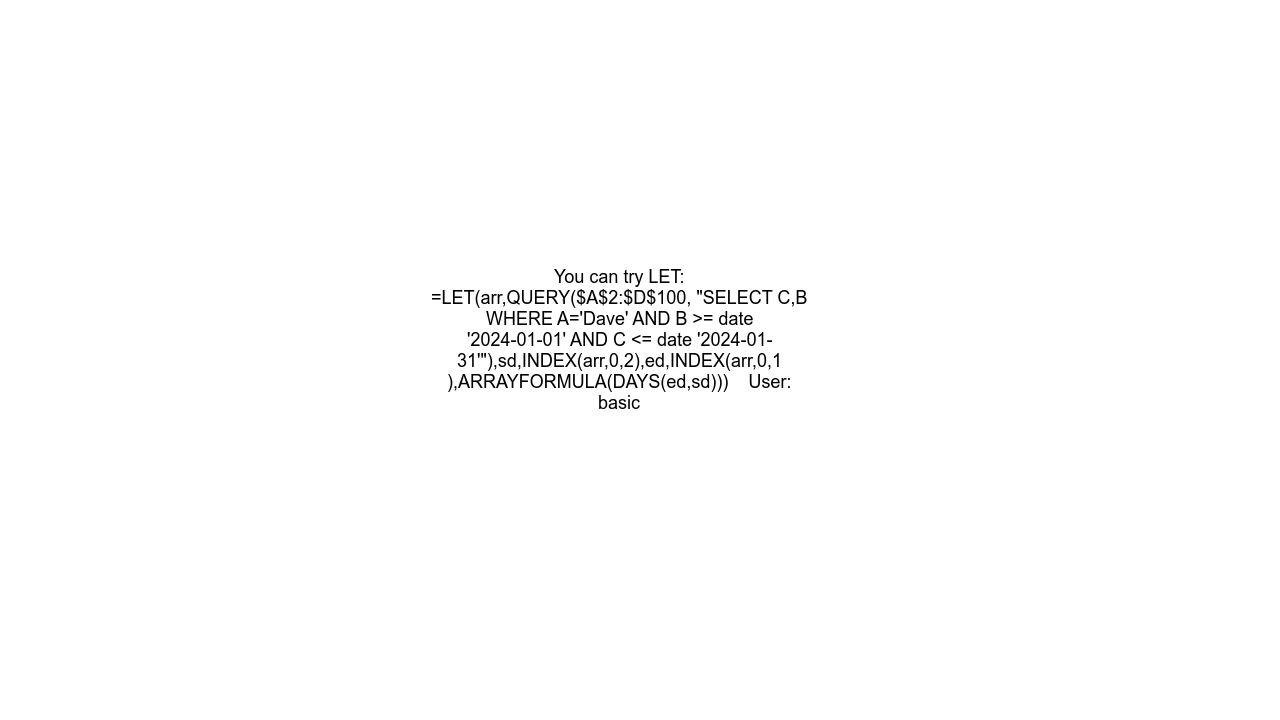 You can try LET:
=LET(arr,QUERY($A$2:$D$100, "SELECT C,B
WHERE A='Dave' AND B >= date
'2024-01-01' AND C <= date '2024-01-
31'"),sd,INDEX(arr,0,2),ed,INDEX(arr,0,1
),ARRAYFORMULA(DAYS(ed,sd)))    User:
basic